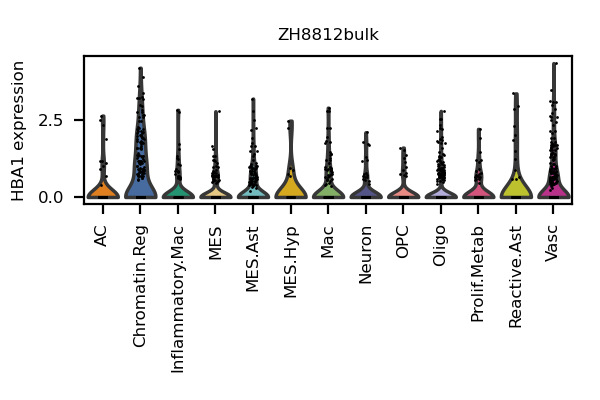 ZH8812bulk
HBA1 expression
2.5
0.0
AC
Chromatin.Reg
Inflammatory.Mac
MES
MES.Ast
MES.Hyp
Mac
Neuron
OPC
Oligo
Prolif.Metab
Reactive.Ast
Vasc